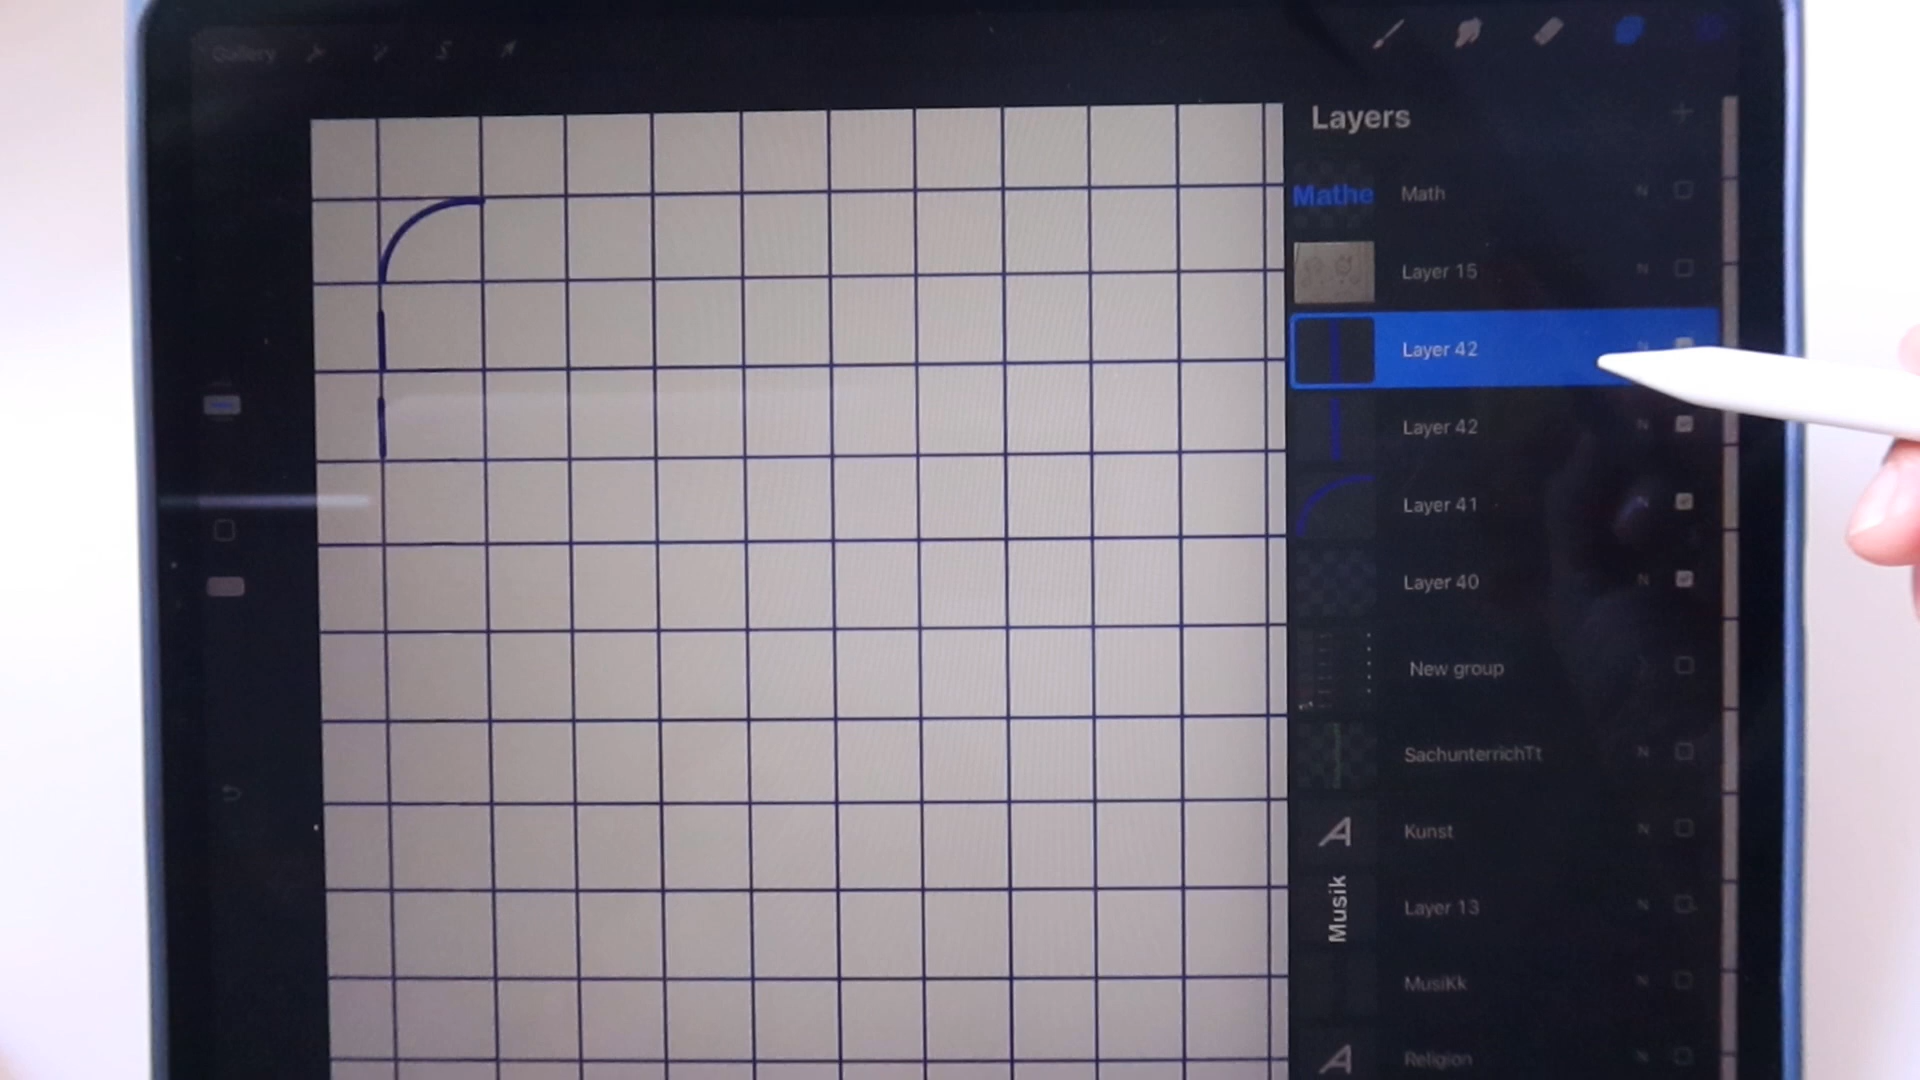 Gallery
Layers
Mathe
Math N
Layer 15 N
Layer 42 N
Layer 42 N
Layer 41 N
Layer 40 N
New group
SachunterrichTt N
A
Kunst N
Musik
Layer 13 N
MusiKk N
A
Religion N